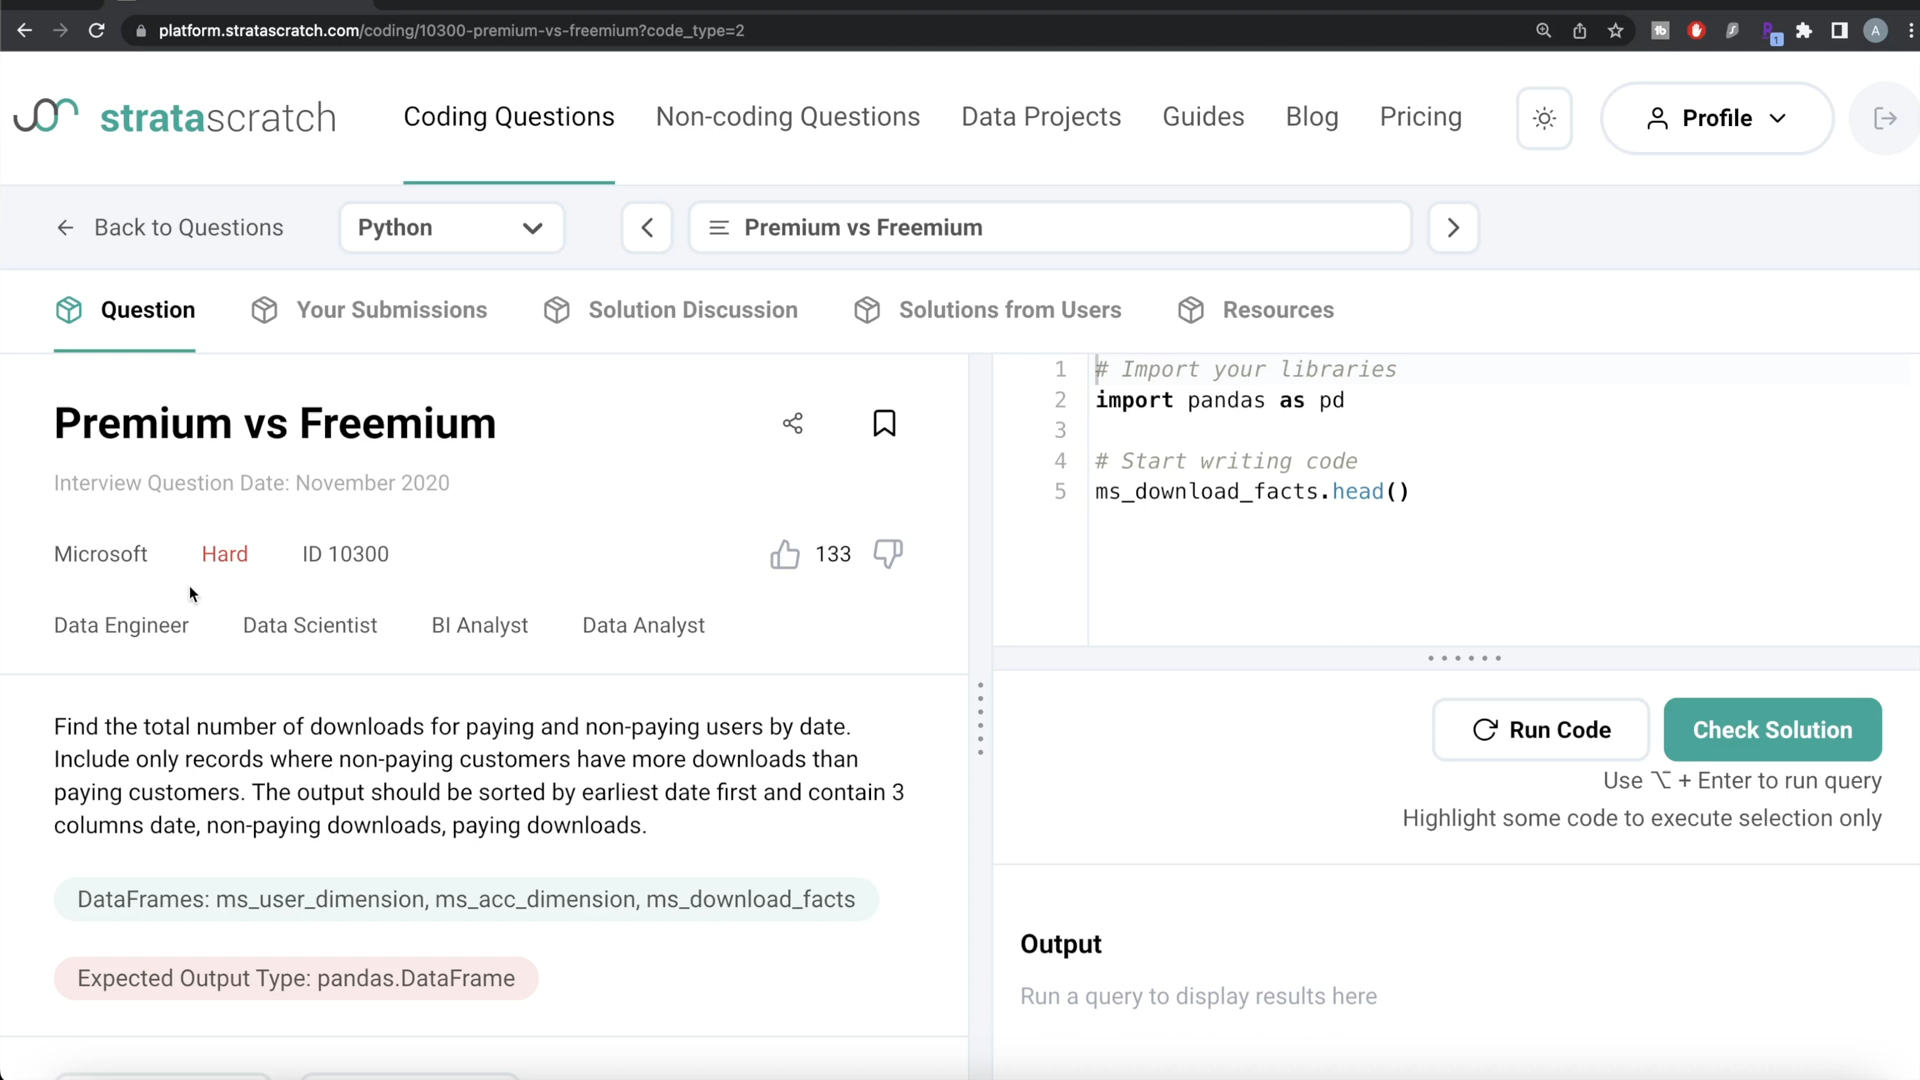 platform.stratascratch.com/coding/10300-premium-vs-freemium?code_type=2
stratascratch
Coding Questions
Non-coding Questions
Data Projects
Guides
Blog
Pricing
Profile
Back to Questions
Python
Premium vs Freemium
Question
Your Submissions
Solution Discussion
Solutions from Users
Resources
Premium vs Freemium
Interview Question Date: November 2020
Microsoft Hard ID 10300
133
Data Engineer Data Scientist BI Analyst Data Analyst
Find the total number of downloads for paying and non-paying users by date.
Include only records where non-paying customers have more downloads than
paying customers. The output should be sorted by earliest date first and contain 3
columns date, non-paying downloads, paying downloads.
DataFrames: ms_user_dimension, ms_acc_dimension, ms_download_facts
Expected Output Type: pandas.DataFrame
1 # Import your libraries
2 import pandas as pd
3
4 # Start writing code
5 ms_download_facts.head()
Run Code
Check Solution
Use ⌥ + Enter to run query
Highlight some code to execute selection only
Output
Run a query to display results here
tb
1
A